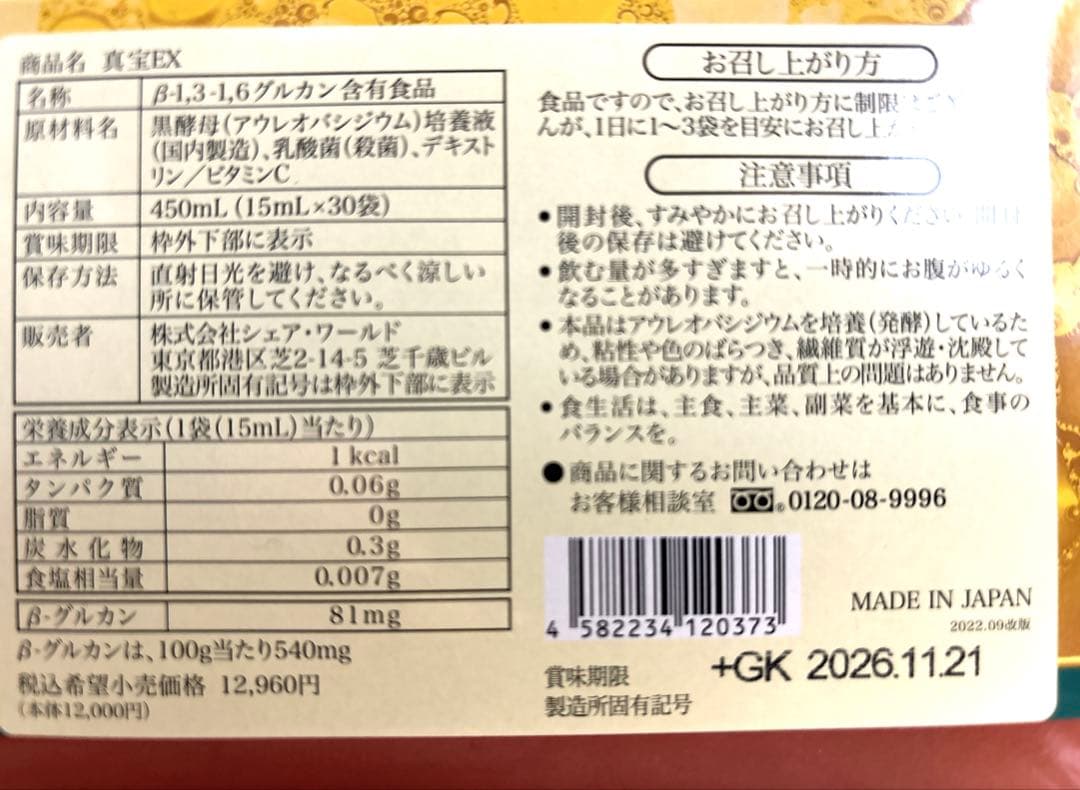 商品名 真宝EX
名称 β-1,3-1,6グルカン含有食品
原材料名 黒酵母(アウレオバシジウム)培養液
(国内製造)、乳酸菌(殺菌)、デキスト
リン/ビタミンC
内容量 450mL(15mL×30袋)
賞味期限 枠外下部に表示
保存方法 直射日光を避け、なるべく涼しい
所に保管してください。
販売者 株式会社シェア・ワールド
東京都港区芝2-14-5 芝千歳ビル
製造所固有記号は枠外下部に表示
栄養成分表示(1袋(15mL)当たり)
エネルギー 1kcal
タンパク質 0.06g
脂質 0g
炭水化物 0.3g
食塩相当量 0.007g
β-グルカン 81mg
β-グルカンは、100g当たり540mg
税込希望小売価格 12,960円
(本体12,000円)
お召し上がり方
食品ですので、お召し上がり方に制限
んが、1日に1〜3袋を目安にお召し上
注意事項
●開封後、すみやかにお召し上がりください 開封
後の保存は避けてください。
●飲む量が多すぎますと、一時的にお腹がゆるく
なることがあります。
●本品はアウレオバシジウムを培養(発酵)しているた
め、粘性や色のばらつき、繊維質が浮遊・沈殿して
いる場合がありますが、品質上の問題はありません。
●食生活は、主食、主菜、副菜を基本に、食事の
バランスを。
●商品に関するお問い合わせは
お客様相談室 0120-08-9996
4 582234 120373
MADE IN JAPAN
2022.09改版
賞味期限 +GK 2026.11.21
製造所固有記号